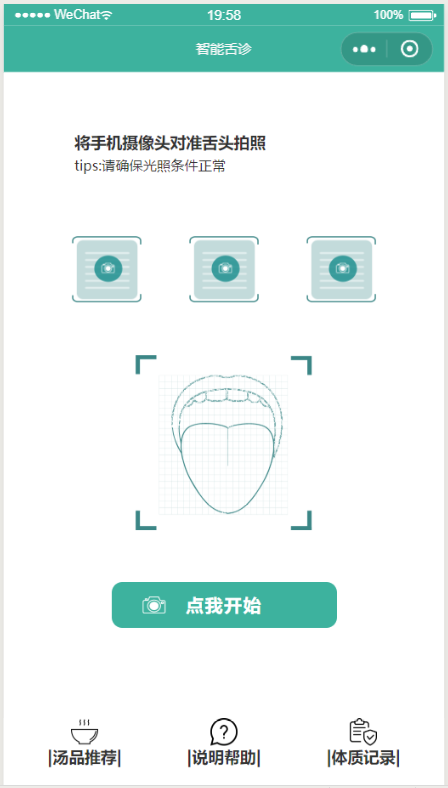 ●●●●● WeChat 19:58 100%
智能舌诊
将手机摄像头对准舌头拍照
tips:请确保光照条件正常
点我开始
|汤品推荐| |说明帮助| |体质记录|